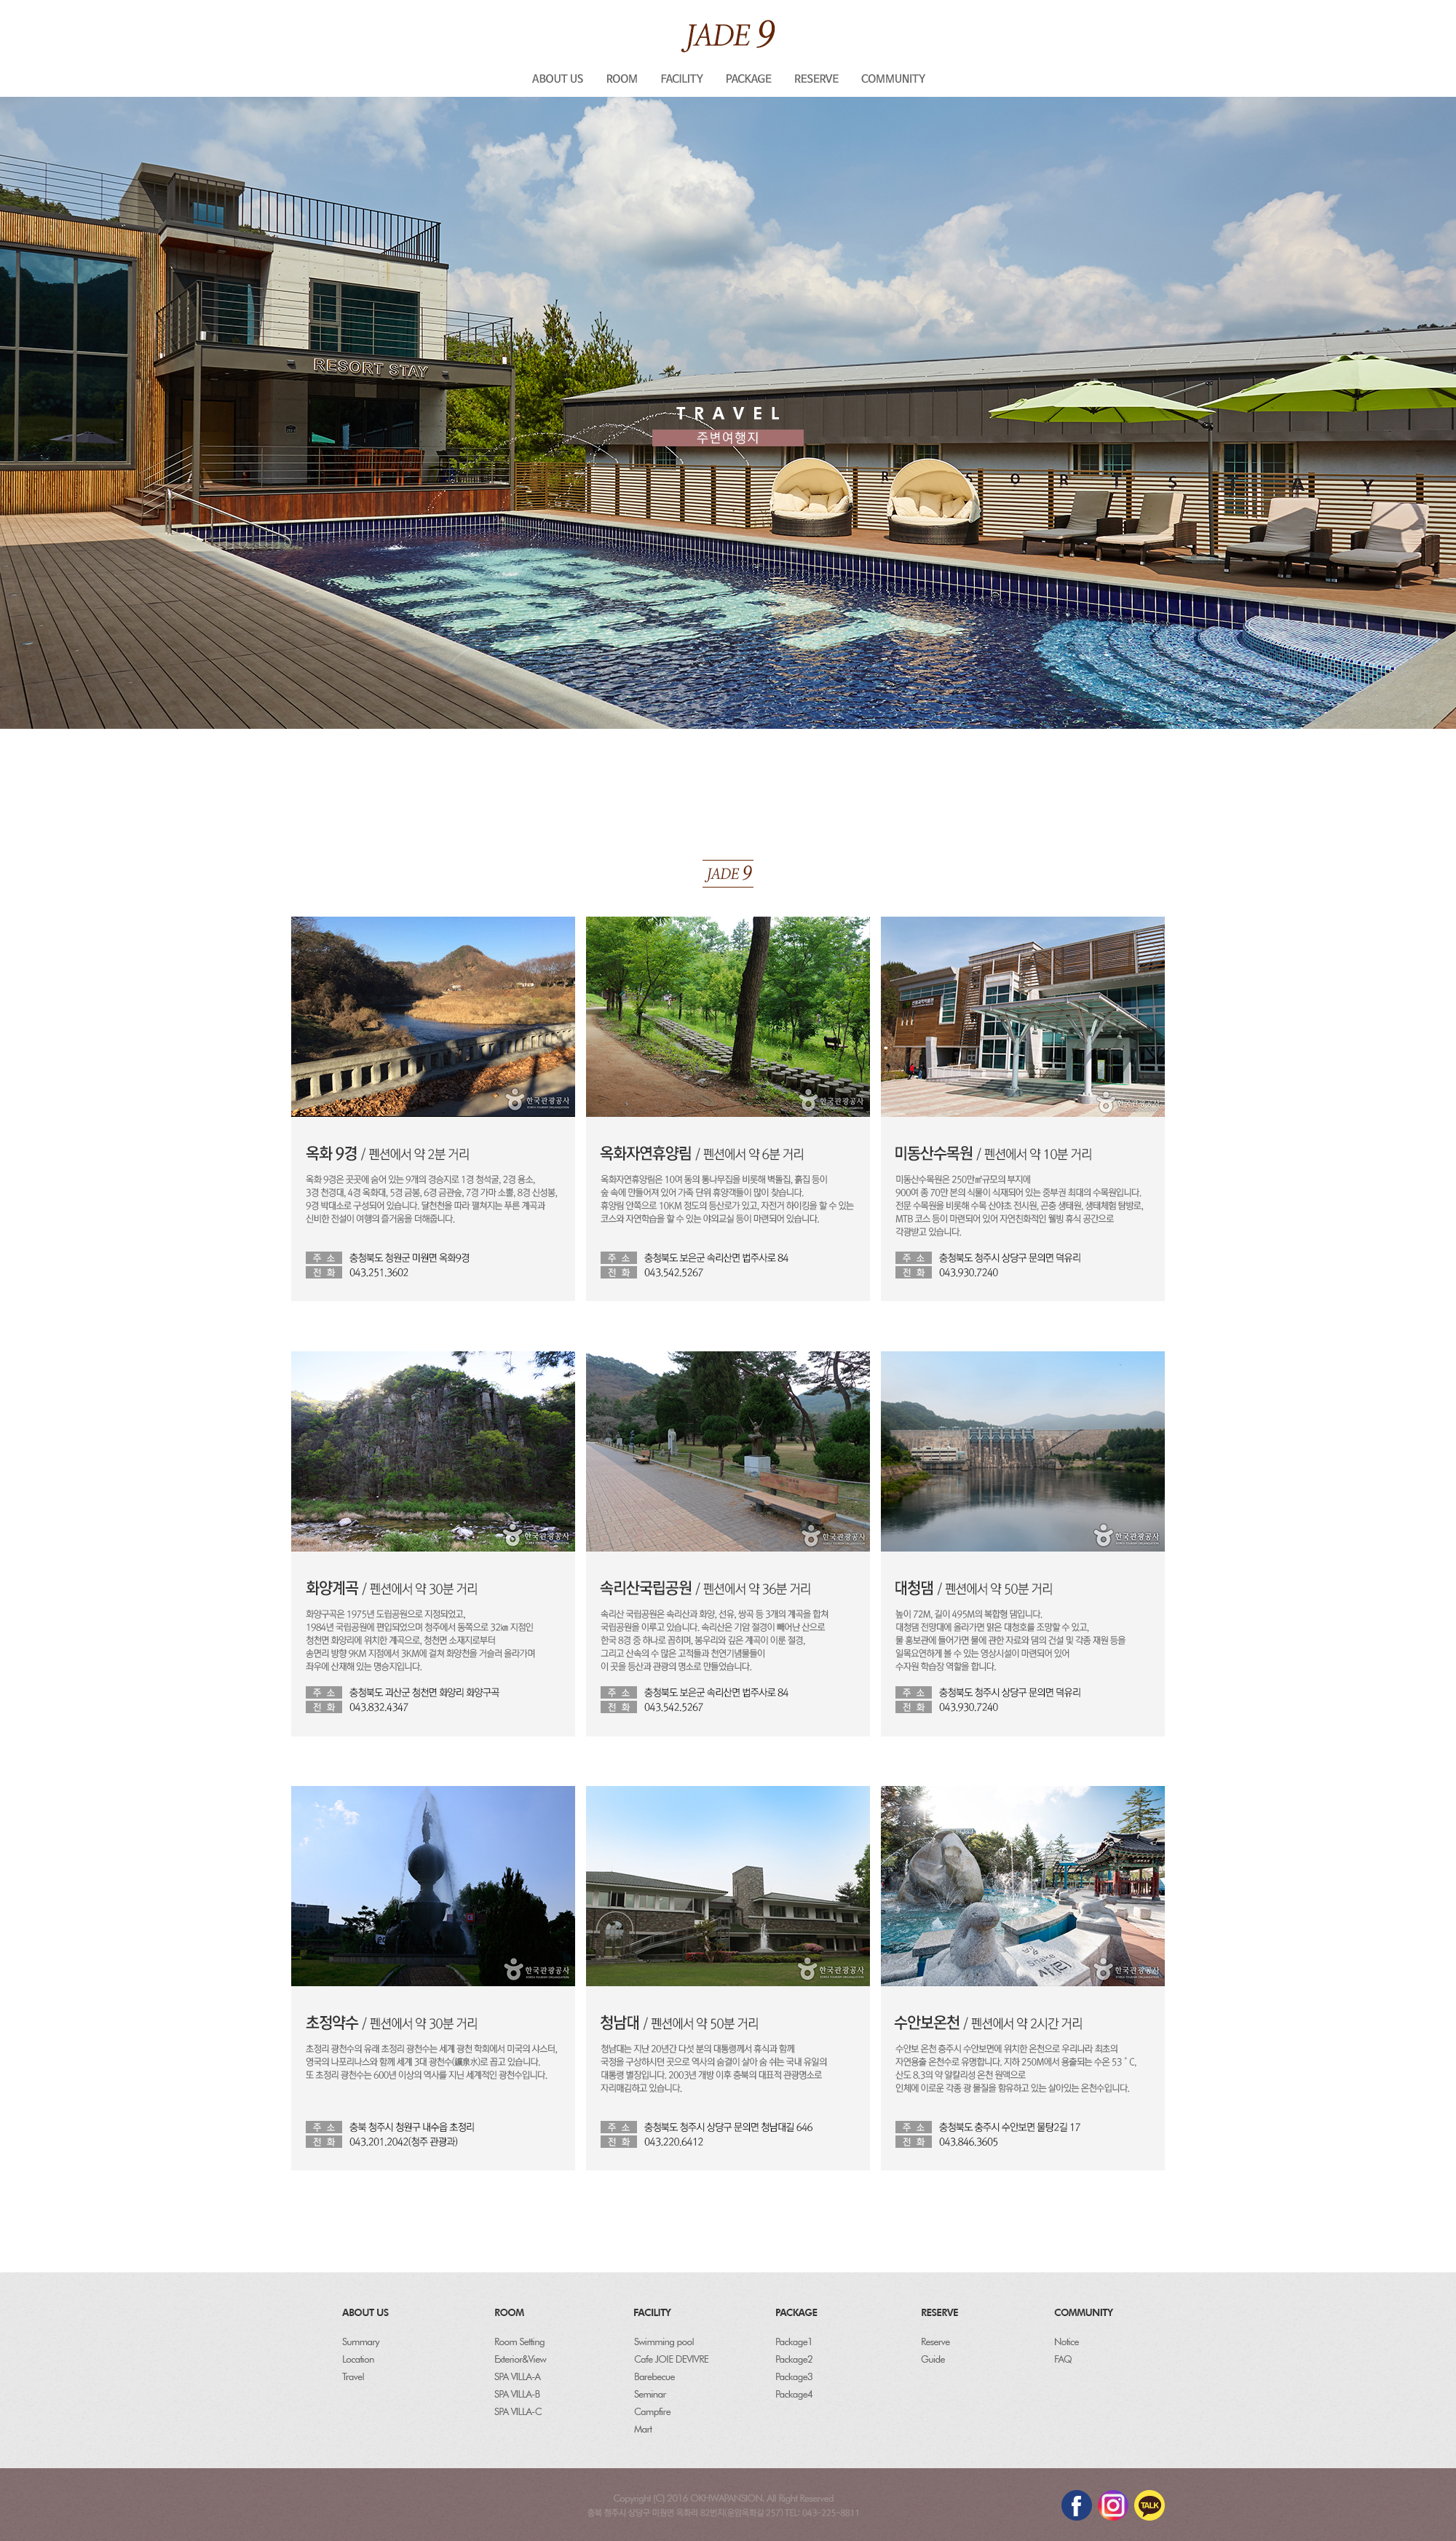 JADE 9
ABOUT US ROOM FACILITY PACKAGE RESERVE COMMUNITY
RESORT STAY
TRAVEL
주변여행지
R S O R T S T A Y
JADE 9
한국관광공사
한국관광공사
한국관광공사
옥화 9경 / 펜션에서 약 2분 거리
옥화 9경은 곳곳에 숨어 있는 9개의 경승지로 1경 청석굴, 2경 용소,
3경 천경대, 4경 옥화대, 5경 금봉, 6경 금관숲, 7경 가마 소뿔, 8경 신성봉,
9경 박대소로 구성되어 있습니다. 달천천을 따라 펼쳐지는 푸른 계곡과
신비한 전설이 여행의 즐거움을 더해줍니다.
주 소 충청북도 청원군 미원면 옥화9경
전 화 043.251.3602
옥화자연휴양림 / 펜션에서 약 6분 거리
옥화자연휴양림은 10여 동의 통나무집을 비롯해 벽돌집, 흙집 등이
숲 속에 만들어져 있어 가족 단위 휴양객들이 많이 찾습니다.
휴양림 안쪽으로 10KM 정도의 등산로가 있고, 자전거 하이킹을 할 수 있는
코스와 자연학습을 할 수 있는 야외교실 등이 마련되어 있습니다.
주 소 충청북도 보은군 속리산면 법주사로 84
전 화 043.542.5267
미동산수목원 / 펜션에서 약 10분 거리
미동산수목원은 250만㎡규모의 부지에
900여 종 70만 본의 식물이 식재되어 있는 중부권 최대의 수목원입니다.
전문 수목원을 비롯해 수목 산야초 전시원, 곤충 생태원, 생태체험 탐방로,
MTB 코스 등이 마련되어 있어 자연친화적인 웰빙 휴식 공간으로
각광받고 있습니다.
주 소 충청북도 청주시 상당구 문의면 덕유리
전 화 043.930.7240
한국관광공사
한국관광공사
한국관광공사
화양계곡 / 펜션에서 약 30분 거리
화양구곡은 1975년 도립공원으로 지정되었고,
1984년 국립공원에 편입되었으며 청주에서 동쪽으로 32㎞ 지점인
청천면 화양리에 위치한 계곡으로, 청천면 소재지로부터
송면리 방향 9KM 지점에서 3KM에 걸쳐 화양천을 거슬러 올라가며
좌우에 산재해 있는 명승지입니다.
주 소 충청북도 괴산군 청천면 화양리 화양구곡
전 화 043.832.4347
속리산국립공원 / 펜션에서 약 36분 거리
속리산 국립공원은 속리산과 화양, 선유, 쌍곡 등 3개의 계곡을 합쳐
국립공원을 이루고 있습니다. 속리산은 기암 절경이 빼어난 산으로
한국 8경 중 하나로 꼽히며, 봉우리와 깊은 계곡이 이룬 절경,
그리고 산속의 수 많은 고적들과 천연기념물들이
이 곳을 등산과 관광의 명소로 만들었습니다.
주 소 충청북도 보은군 속리산면 법주사로 84
전 화 043.542.5267
대청댐 / 펜션에서 약 50분 거리
높이 72M, 길이 495M의 복합형 댐입니다.
대청댐 전망대에 올라가면 맑은 대청호를 조망할 수 있고,
물 홍보관에 들어가면 물에 관한 자료와 댐의 건설 및 각종 재원 등을
일목요연하게 볼 수 있는 영상시설이 마련되어 있어
수자원 학습장 역할을 합니다.
주 소 충청북도 청주시 상당구 문의면 덕유리
전 화 043.930.7240
한국관광공사
한국관광공사
한국관광공사
초정약수 / 펜션에서 약 30분 거리
초정리 광천수의 유래 초정리 광천수는 세계 광천 학회에서 미국의 샤스터,
영국의 나포리나스와 함께 세계 3대 광천수(鑛泉水)로 꼽고 있습니다.
또 초정리 광천수는 600년 이상의 역사를 지닌 세계적인 광천수입니다.
주 소 충북 청주시 청원구 내수읍 초정리
전 화 043.201.2042(청주 관광과)
청남대 / 펜션에서 약 50분 거리
청남대는 지난 20년간 다섯 분의 대통령께서 휴식과 함께
국정을 구상하시던 곳으로 역사의 숨결이 살아 숨 쉬는 국내 유일의
대통령 별장입니다. 2003년 개방 이후 충북의 대표적 관광명소로
자리매김하고 있습니다.
주 소 충청북도 청주시 상당구 문의면 청남대길 646
전 화 043.220.6412
수안보온천 / 펜션에서 약 2시간 거리
수안보 온천 충주시 수안보면에 위치한 온천으로 우리나라 최초의
자연용출 온천수로 유명합니다. 지하 250M에서 용출되는 수온 53˚C,
산도 8.3의 약 알칼리성 온천 원액으로
인체에 이로운 각종 광 물질을 함유하고 있는 살아있는 온천수입니다.
주 소 충청북도 충주시 수안보면 물탕2길 17
전 화 043.846.3605
ABOUT US ROOM FACILITY PACKAGE RESERVE COMMUNITY
Summary Room Setting Swimming pool Package1 Reserve Notice
Location Exterior&View Cafe JOIE DEVIVRE Package2 Guide FAQ
Travel SPA VILLA-A Barebecue Package3
SPA VILLA-B Seminar Package4
SPA VILLA-C Campfire
Mart
Copyright (C) 2016 OKHWAPANSION. All Right Reserved
충북 청주시 상당구 미원면 옥화리 82번지(운암옥화길 257) TEL: 043-225-8811
TALK